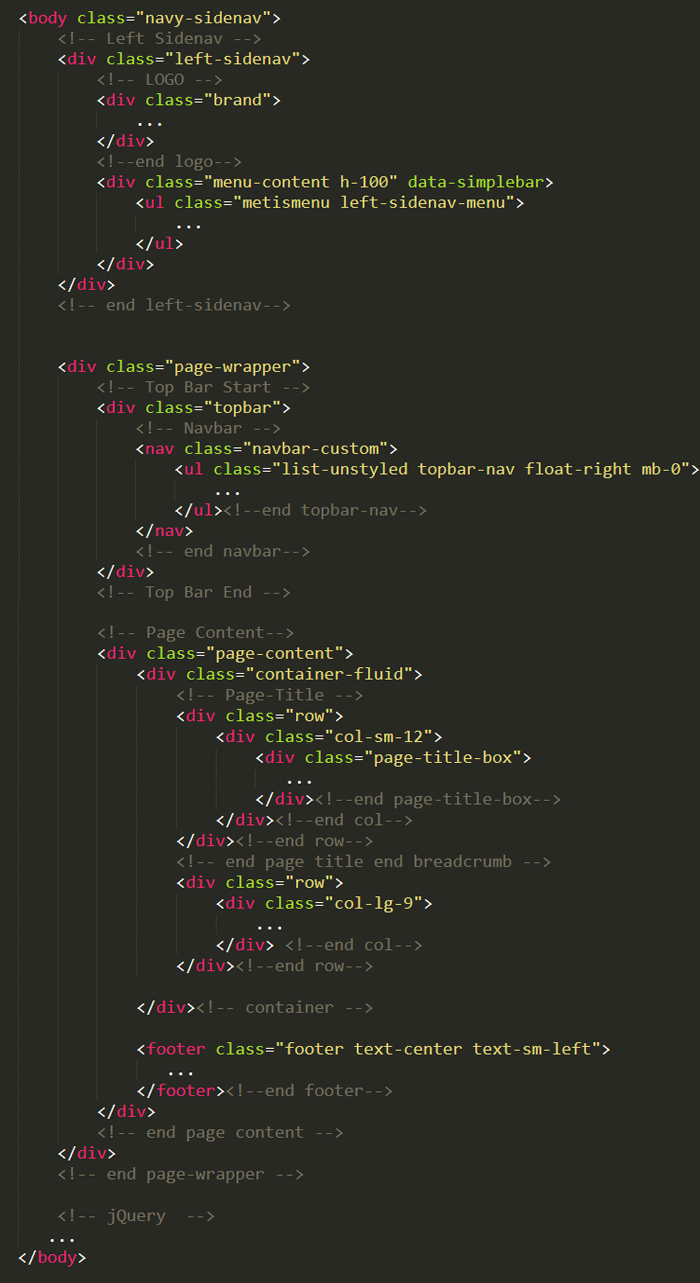 <body class="navy-sidenav">
    <!-- Left Sidenav -->
    <div class="left-sidenav">
        <!-- LOGO -->
        <div class="brand">
            ...
        </div>
        <!--end logo-->
        <div class="menu-content h-100" data-simplebar>
            <ul class="metismenu left-sidenav-menu">
                ...
            </ul>
        </div>
    </div>
    <!-- end left-sidenav-->


    <div class="page-wrapper">
        <!-- Top Bar Start -->
        <div class="topbar">
            <!-- Navbar -->
            <nav class="navbar-custom">
                <ul class="list-unstyled topbar-nav float-right mb-0">
                    ...
                </ul><!--end topbar-nav-->
            </nav>
            <!-- end navbar-->
        </div>
        <!-- Top Bar End -->

        <!-- Page Content-->
        <div class="page-content">
            <div class="container-fluid">
                <!-- Page-Title -->
                <div class="row">
                    <div class="col-sm-12">
                        <div class="page-title-box">
                            ...
                        </div><!--end page-title-box-->
                    </div><!--end col-->
                </div><!--end row-->
                <!-- end page title end breadcrumb -->
                <div class="row">
                    <div class="col-lg-9">
                        ...
                    </div> <!--end col-->
                </div><!--end row-->

            </div><!-- container -->

            <footer class="footer text-center text-sm-left">
                ...
            </footer><!--end footer-->
        </div>
        <!-- end page content -->
    </div>
    <!-- end page-wrapper -->

    <!-- jQuery  -->
   ...
</body>